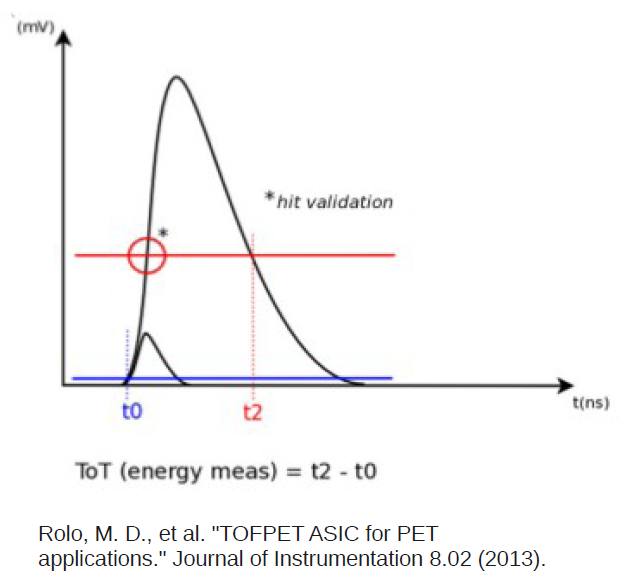 (mV)
*
*hit validation
t0
t2
t(ns)
ToT (energy meas) = t2 - t0
Rolo, M. D., et al. "TOFPET ASIC for PET
applications." Journal of Instrumentation 8.02 (2013).